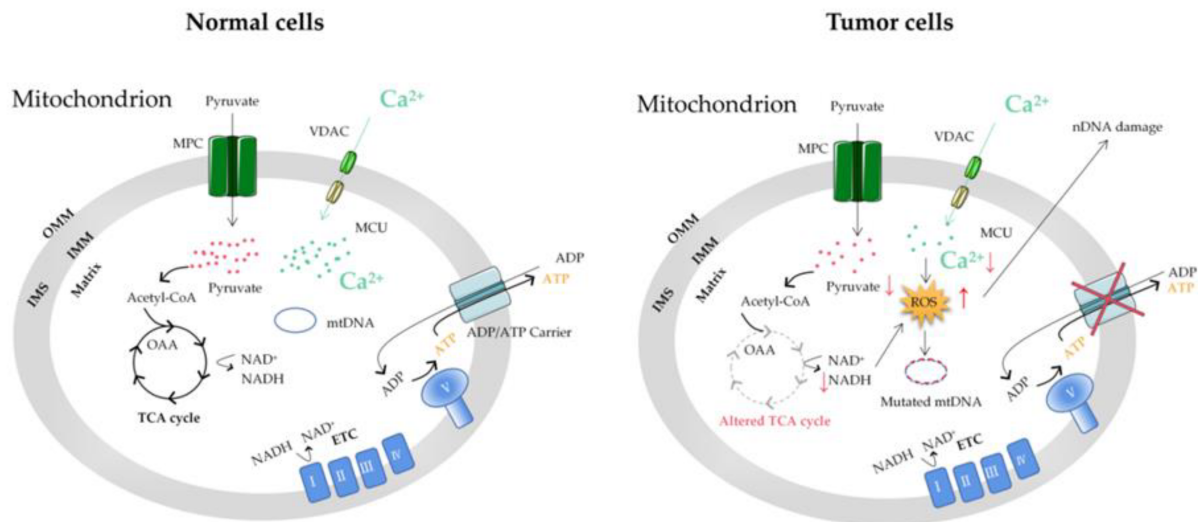 Normal cells
Mitochondrion
Pyruvate
Ca²⁺
MPC
VDAC
OMM
IMM
IMS
Matrix
MCU
Pyruvate
Ca²⁺
Acetyl-CoA
OAA
NAD⁺
NADH
TCA cycle
mtDNA
ADP
ATP
ADP/ATP Carrier
ATP
ADP
V
NADH
NAD⁺
ETC
I
II
III
IV
Tumor cells
Mitochondrion
Pyruvate
Ca²⁺
nDNA damage
MPC
VDAC
OMM
IMM
IMS
Matrix
MCU
Pyruvate
Ca²⁺
ROS
Acetyl-CoA
OAA
NAD⁺
NADH
Altered TCA cycle
Mutated mtDNA
ADP
ATP
ATP
ADP
V
NADH
NAD⁺
ETC
I
II
III
IV